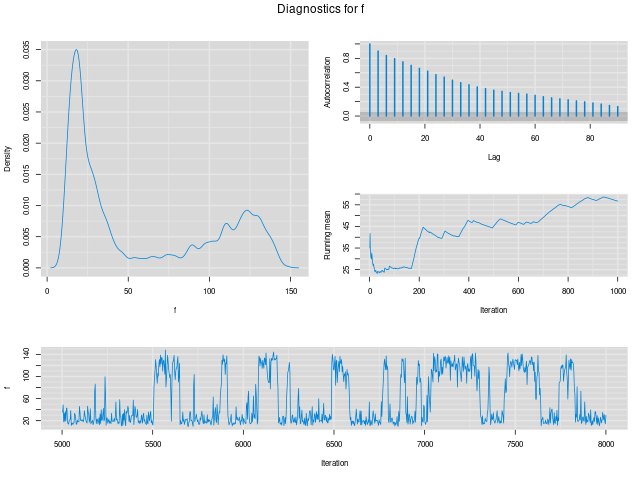 Diagnostics for f
Density
0.000 0.005 0.010 0.015 0.020 0.025 0.030 0.035
0 50 100 150
f
Autocorrelation
0.0 0.4 0.8
0 20 40 60 80
Lag
Running mean
25 35 45 55
0 200 400 600 800 1000
Iteration
f
20 60 100 140
5000 5500 6000 6500 7000 7500 8000
Iteration